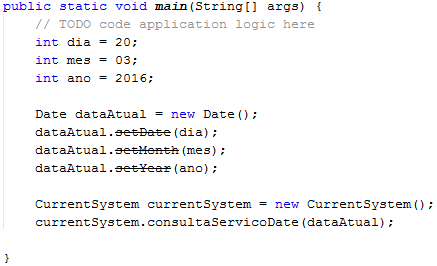 public static void main(String[] args) {
// TODO code application logic here
int dia = 20;
int mes = 03;
int ano = 2016;
Date dataAtual = new Date();
dataAtual.setDate(dia);
dataAtual.setMonth(mes);
dataAtual.setYear(ano);
CurrentSystem currentSystem = new CurrentSystem();
currentSystem.consultaServicoDate(dataAtual);
}